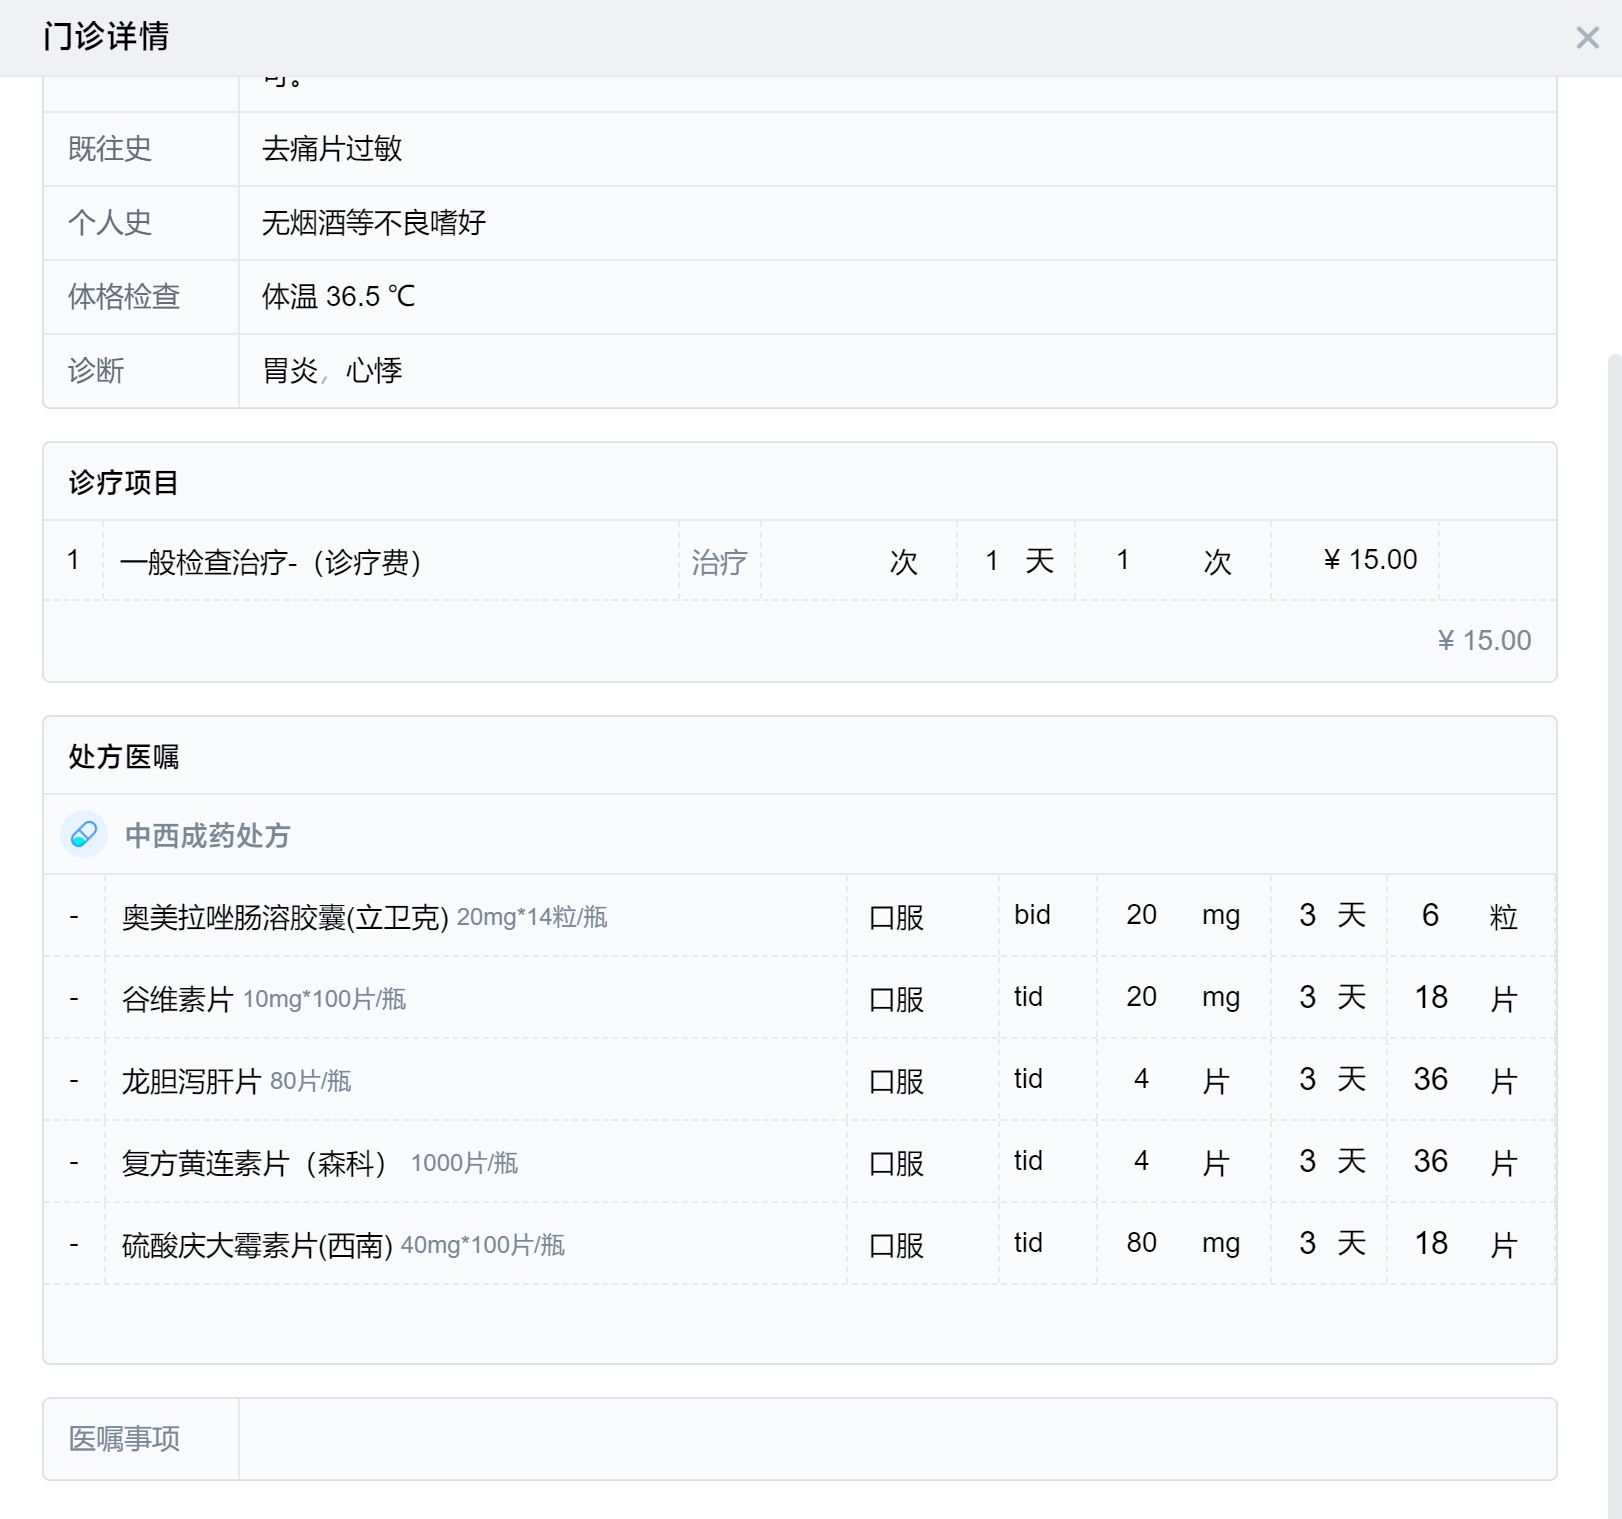 门诊详情
可。
既往史 去痛片过敏
个人史 无烟酒等不良嗜好
体格检查 体温 36.5 ℃
诊断 胃炎，心悸
诊疗项目
1 一般检查治疗-（诊疗费） 治疗 次 1 天 1 次 ¥ 15.00
¥ 15.00
处方医嘱
中西成药处方
- 奥美拉唑肠溶胶囊(立卫克) 20mg*14粒/瓶 口服 bid 20 mg 3 天 6 粒
- 谷维素片 10mg*100片/瓶 口服 tid 20 mg 3 天 18 片
- 龙胆泻肝片 80片/瓶 口服 tid 4 片 3 天 36 片
- 复方黄连素片（森科） 1000片/瓶 口服 tid 4 片 3 天 36 片
- 硫酸庆大霉素片(西南) 40mg*100片/瓶 口服 tid 80 mg 3 天 18 片
医嘱事项